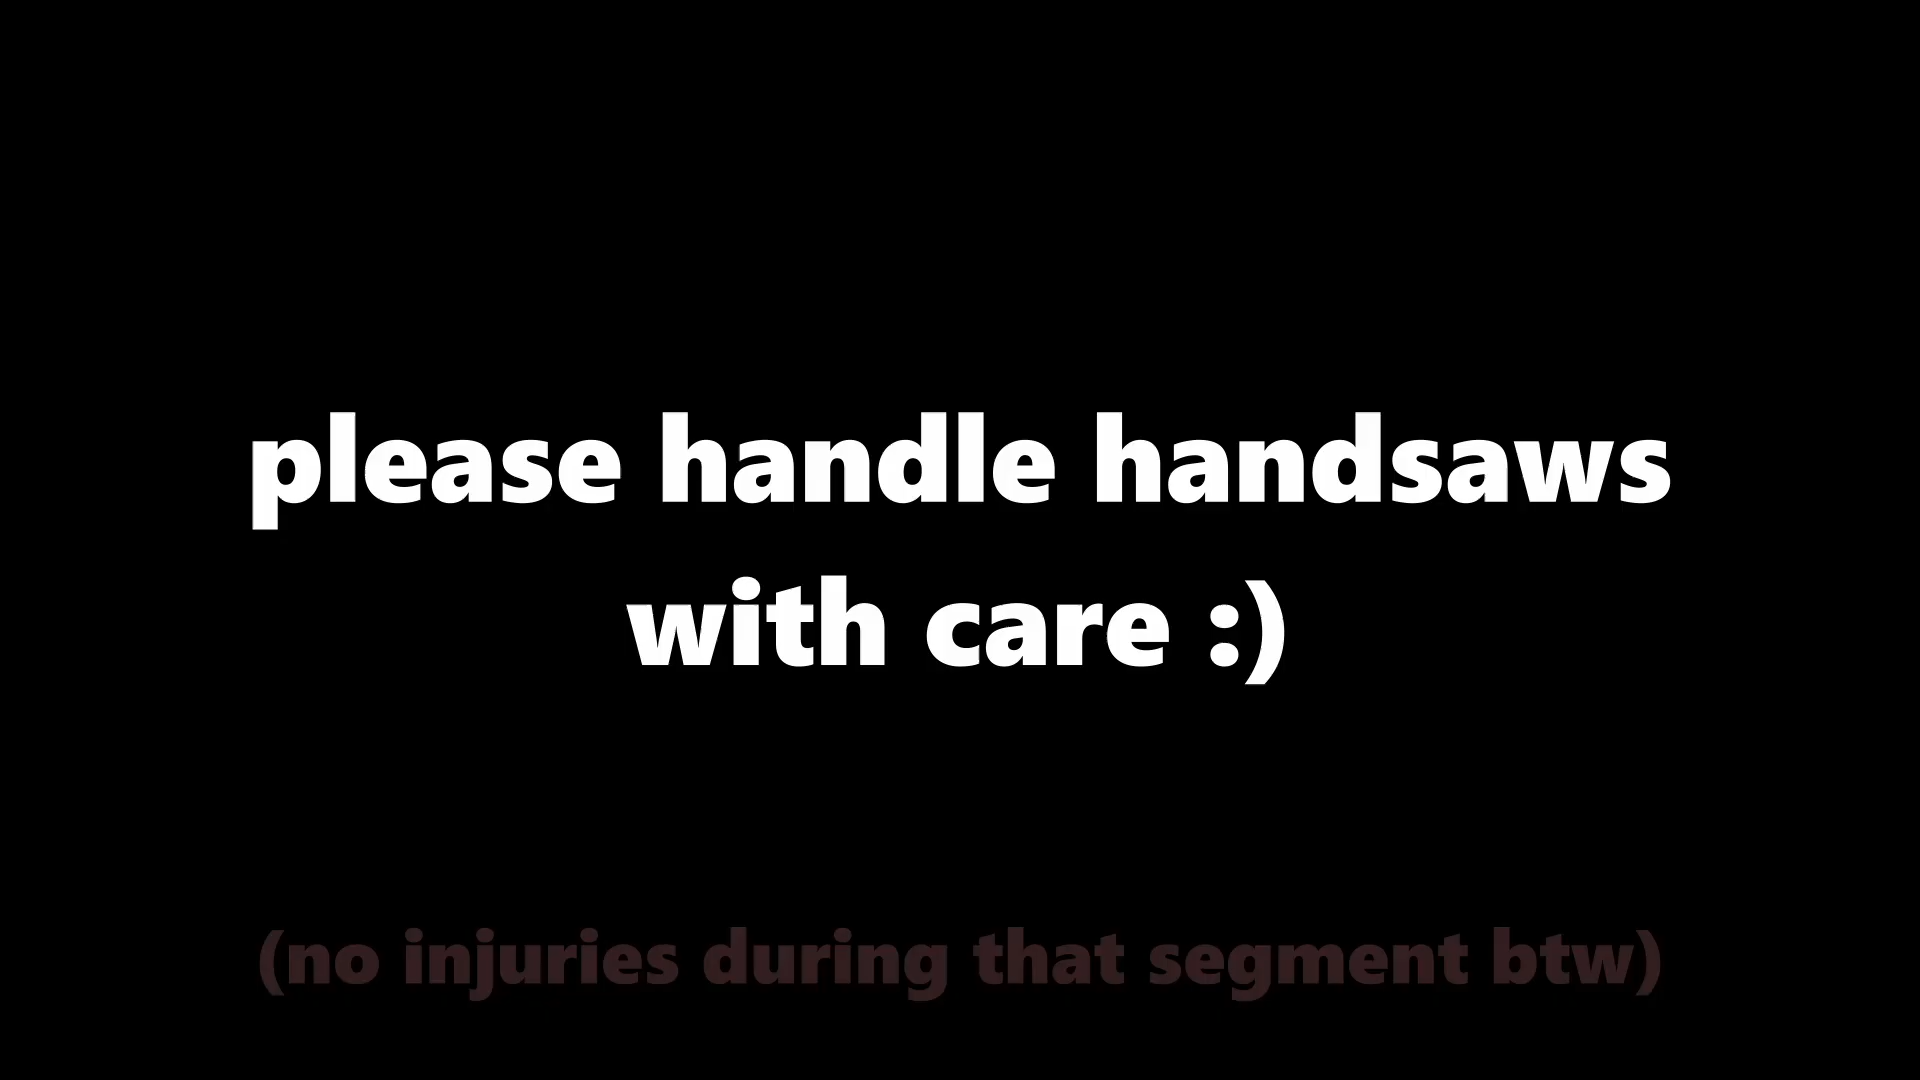 please handle handsaws
with care :)
(no injuries during that segment btw)